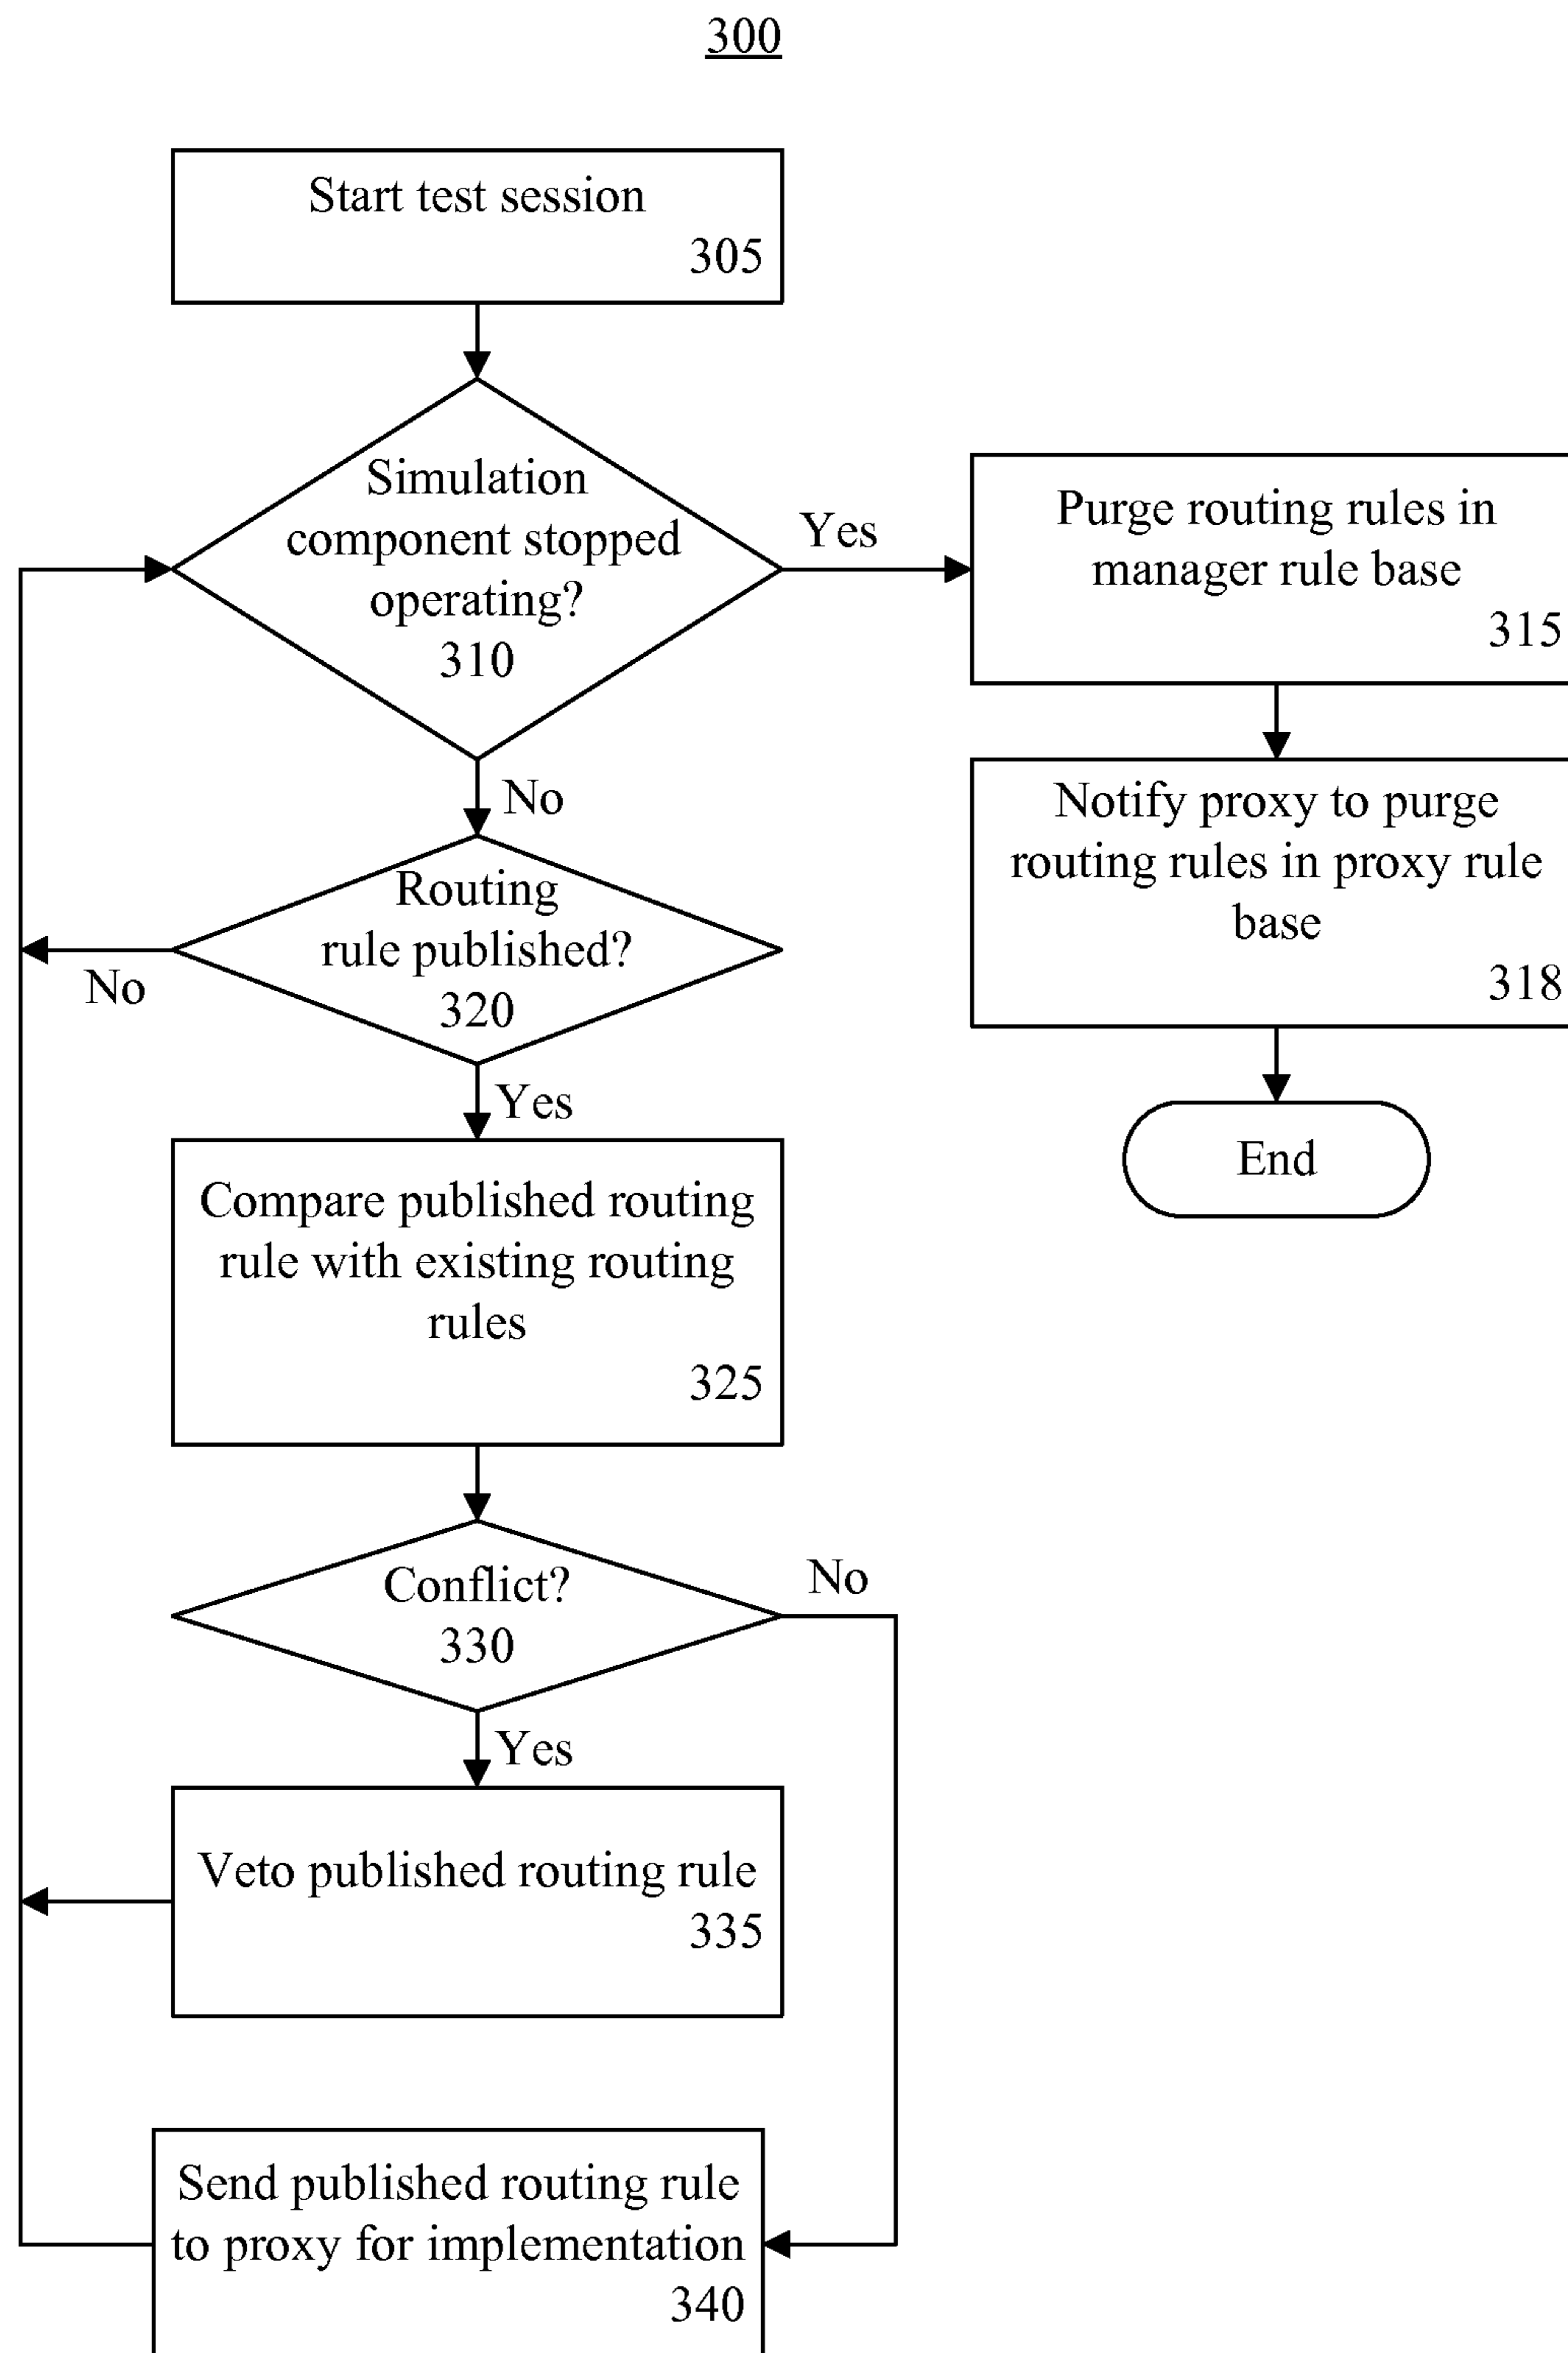 300
Start test session
305
Simulation
component stopped
operating?
310
Yes
Purge routing rules in
manager rule base
315
No
Notify proxy to purge
routing rules in proxy rule
base
318
Routing
rule published?
320
No
Yes
End
Compare published routing
rule with existing routing
rules
325
Conflict?
330
No
Yes
Veto published routing rule
335
Send published routing rule
to proxy for implementation
340